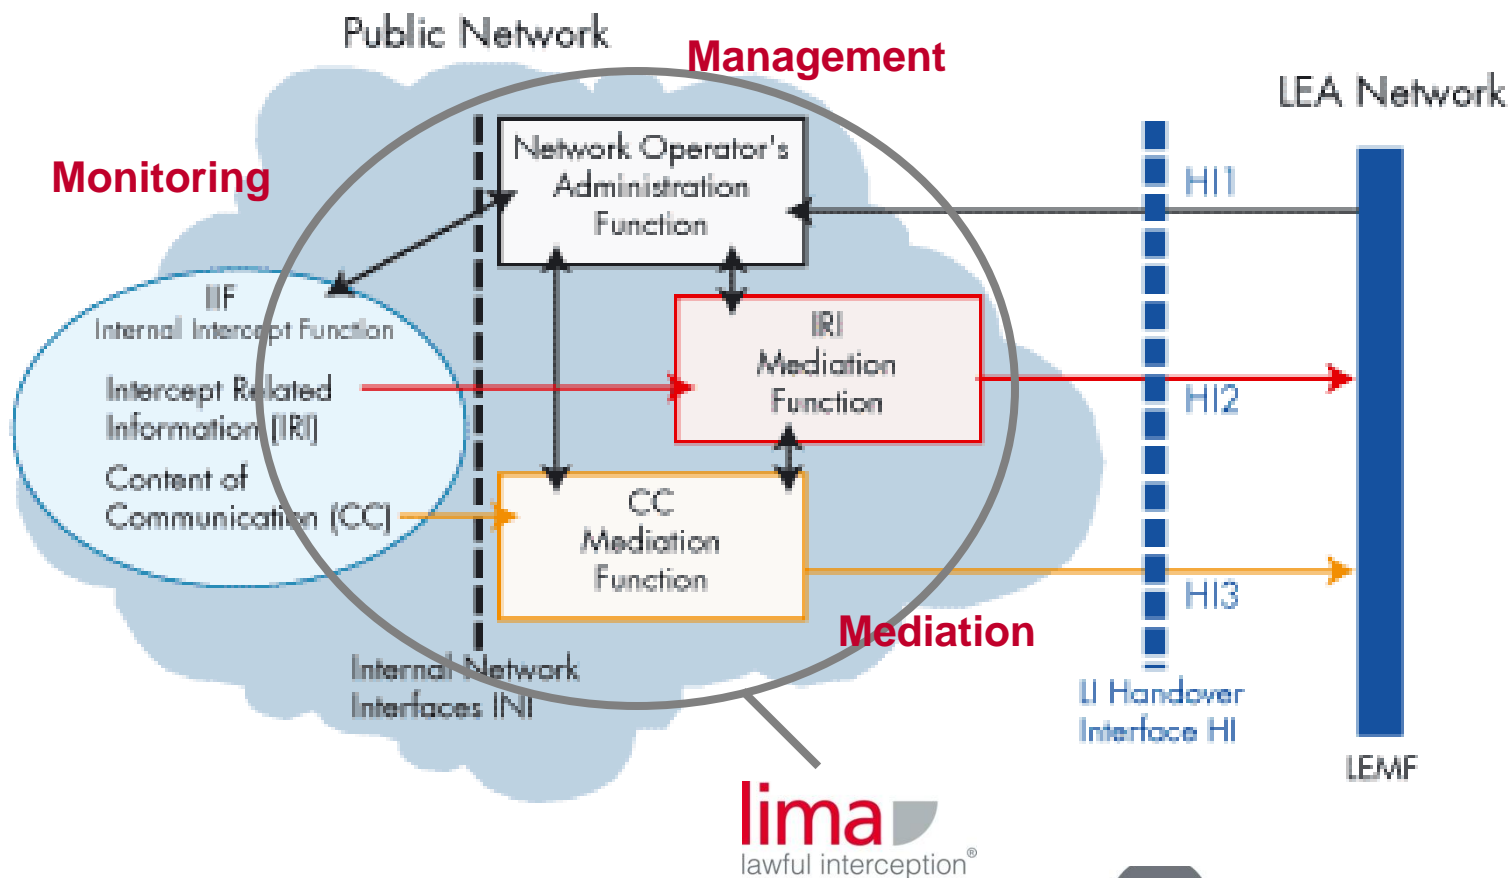 Public Network
Management
LEA Network
Monitoring
Network Operator's
Administration
Function
HI1
IIF
Internal Intercept Function
Intercept Related
Information [IRI]
Content of
Communication (CC)
IRI
Mediation
Function
HI2
CC
Mediation
Function
HI3
Mediation
Internal Network
Interfaces INI
LI Handover
Interface HI
LEMF
lima
lawful interception®